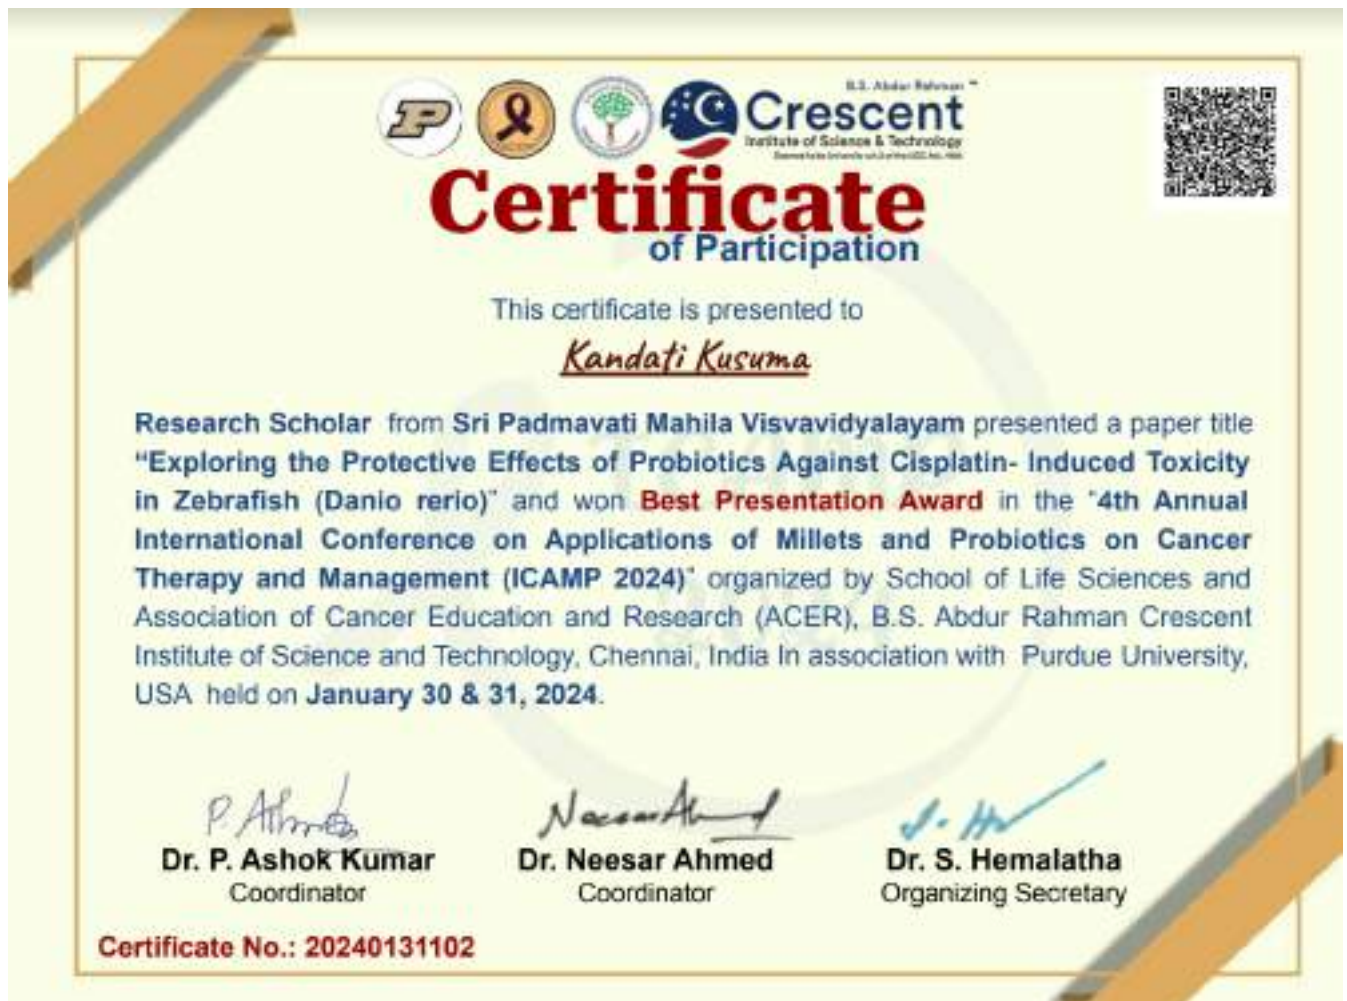 P
B.S. Abdur Rahman
Crescent
Institute of Science & Technology
Certificate
of Participation
This certificate is presented to
Kandati Kusuma
Research Scholar from Sri Padmavati Mahila Visvavidyalayam presented a paper title
“Exploring the Protective Effects of Probiotics Against Cisplatin- Induced Toxicity
in Zebrafish (Danio rerio)” and won Best Presentation Award in the “4th Annual
International Conference on Applications of Millets and Probiotics on Cancer
Therapy and Management (ICAMP 2024)” organized by School of Life Sciences and
Association of Cancer Education and Research (ACER), B.S. Abdur Rahman Crescent
Institute of Science and Technology, Chennai, India In association with Purdue University,
USA held on January 30 & 31, 2024.
Dr. P. Ashok Kumar
Dr. Neesar Ahmed
Dr. S. Hemalatha
Coordinator
Coordinator
Organizing Secretary
Certificate No.: 20240131102